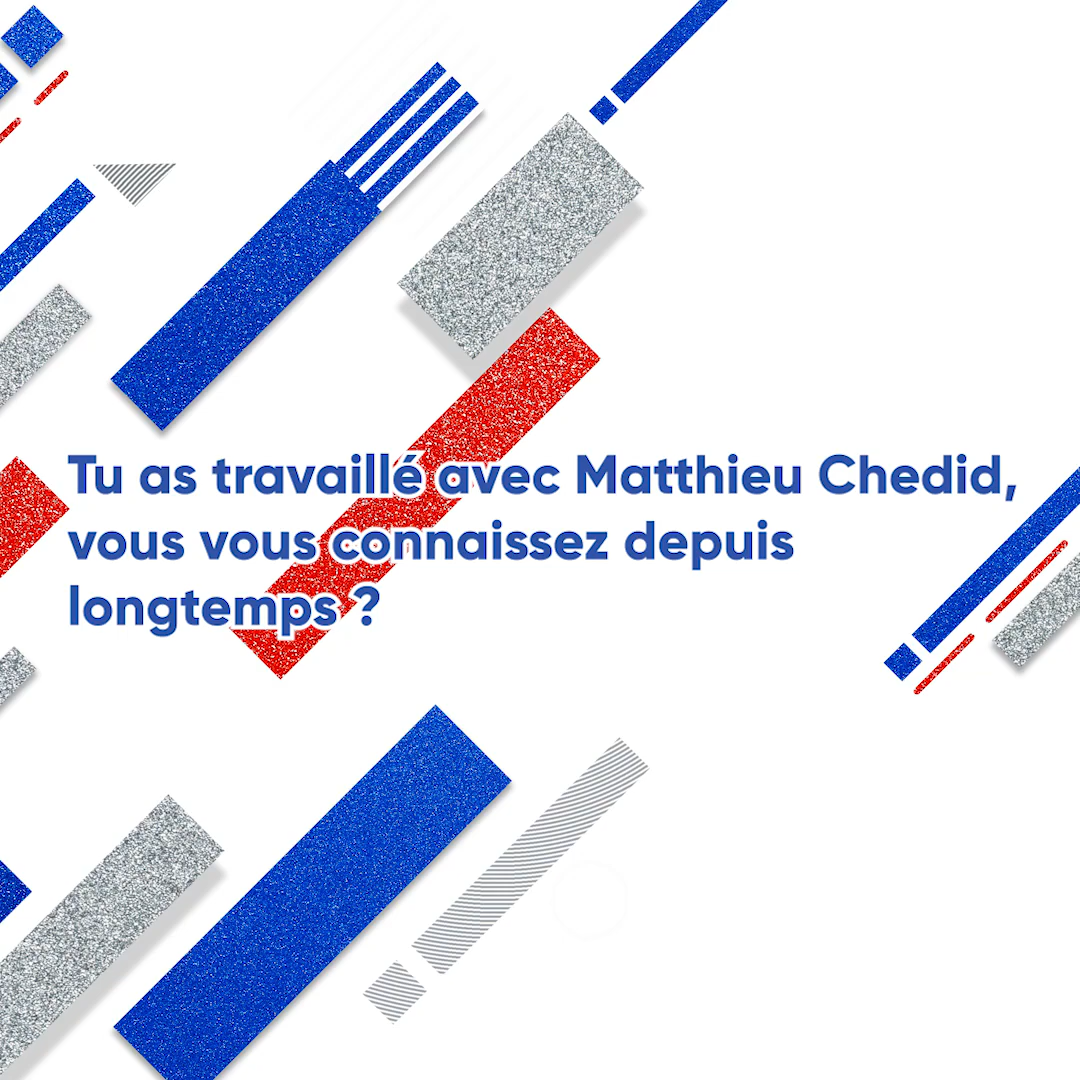 Tu as travaillé avec Matthieu Chedid,
vous vous connaissez depuis
longtemps ?